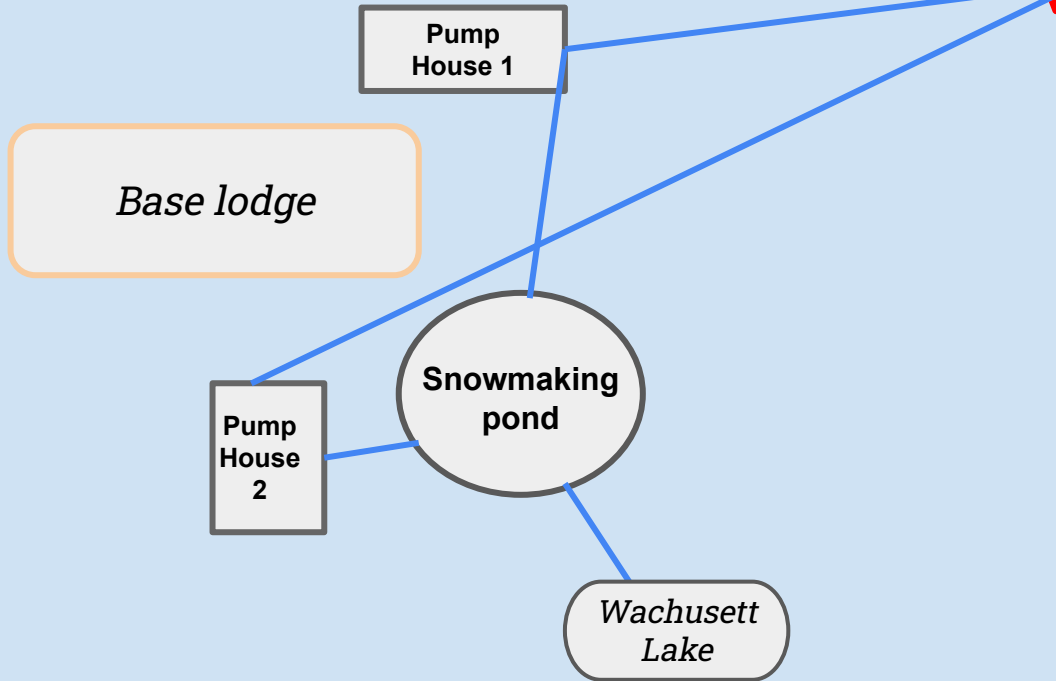 Pump
House 1
Base lodge
Snowmaking
pond
Pump
House
2
Wachusett
Lake